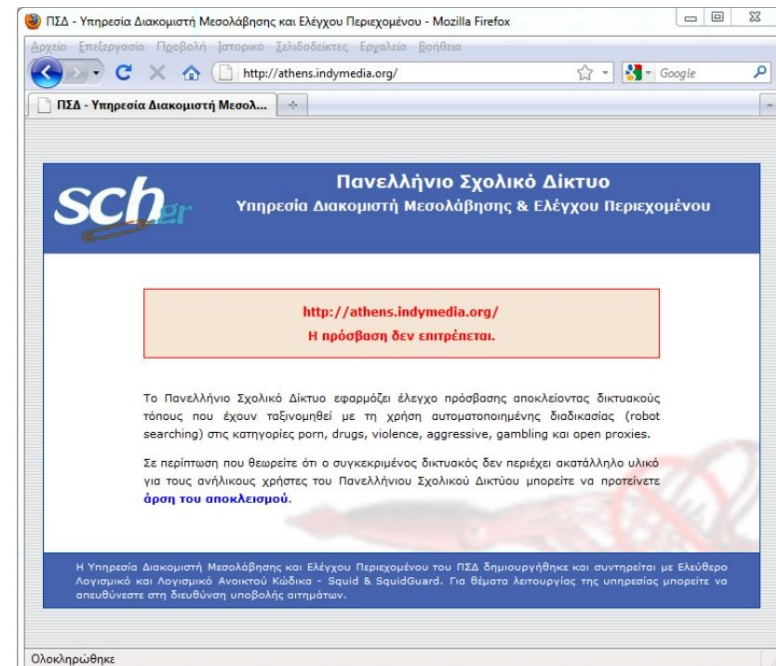 ΠΣΔ - Υπηρεσία Διακομιστή Μεσολάβησης και Ελέγχου Περιεχομένου - Mozilla Firefox
Αρχείο Επεξεργασία Προβολή Ιστορικό Σελιδοδείκτες Εργαλεία Βοήθεια
http://athens.indymedia.org/
Google
ΠΣΔ - Υπηρεσία Διακομιστή Μεσολ...
sch.gr
Πανελλήνιο Σχολικό Δίκτυο
Υπηρεσία Διακομιστή Μεσολάβησης & Ελέγχου Περιεχομένου
http://athens.indymedia.org/
Η πρόσβαση δεν επιτρέπεται.
Το Πανελλήνιο Σχολικό Δίκτυο εφαρμόζει έλεγχο πρόσβασης αποκλείοντας δικτυακούς
τόπους που έχουν ταξινομηθεί με τη χρήση αυτοματοποιημένης διαδικασίας (robot
searching) στις κατηγορίες porn, drugs, violence, aggressive, gambling και open proxies.
Σε περίπτωση που θεωρείτε ότι ο συγκεκριμένος δικτυακός δεν περιέχει ακατάλληλο υλικό
για τους ανήλικους χρήστες του Πανελλήνιου Σχολικού Δικτύου μπορείτε να προτείνετε
άρση του αποκλεισμού.
Η Υπηρεσία Διακομιστή Μεσολάβησης και Ελέγχου Περιεχομένου του ΠΣΔ δημιουργήθηκε και συντηρείται με Ελεύθερο
Λογισμικό και Λογισμικό Ανοικτού Κώδικα - Squid & SquidGuard. Για θέματα λειτουργίας της υπηρεσίας μπορείτε να
απευθύνεστε στη διευθύνση υποβολής αιτημάτων.
Ολοκληρώθηκε